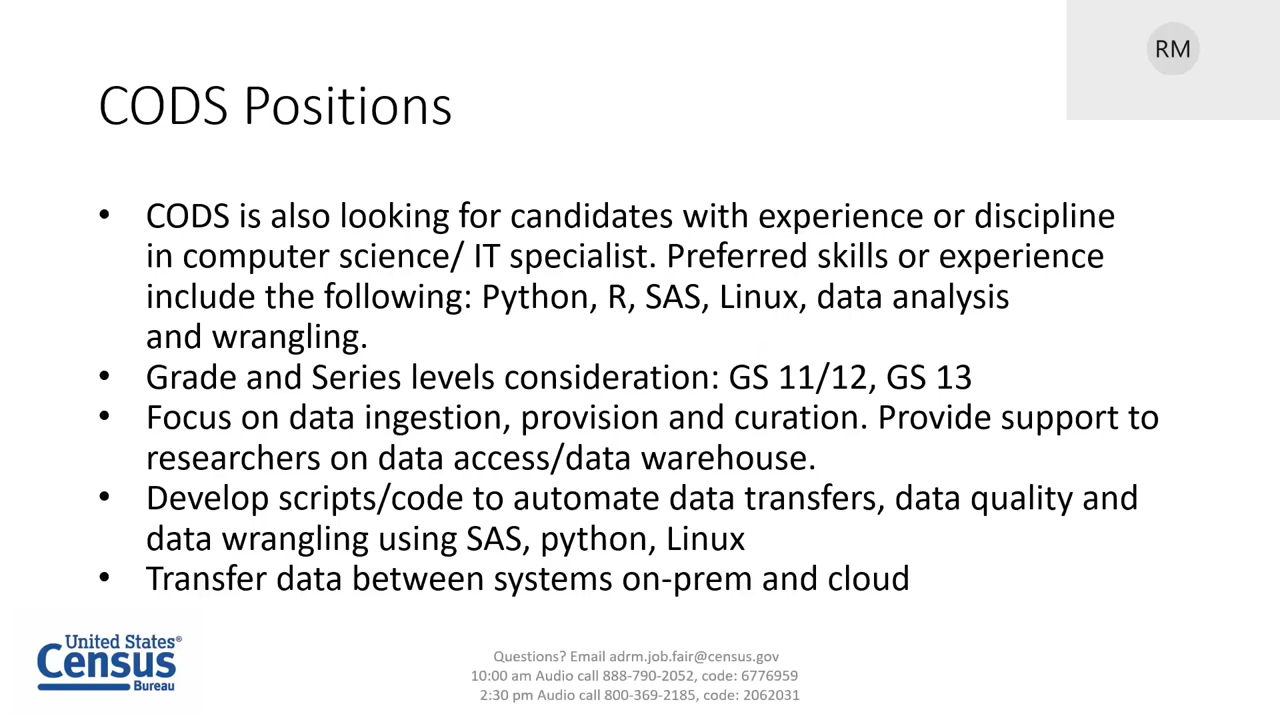 RM
CODS Positions
• CODS is also looking for candidates with experience or discipline
in computer science/ IT specialist. Preferred skills or experience
include the following: Python, R, SAS, Linux, data analysis
and wrangling.
• Grade and Series levels consideration: GS 11/12, GS 13
• Focus on data ingestion, provision and curation. Provide support to
researchers on data access/data warehouse.
• Develop scripts/code to automate data transfers, data quality and
data wrangling using SAS, python, Linux
• Transfer data between systems on-prem and cloud
United States®
Census
Bureau
Questions? Email adrm.job.fair@census.gov
10:00 am Audio call 888-790-2052, code: 6776959
2:30 pm Audio call 800-369-2185, code: 2062031